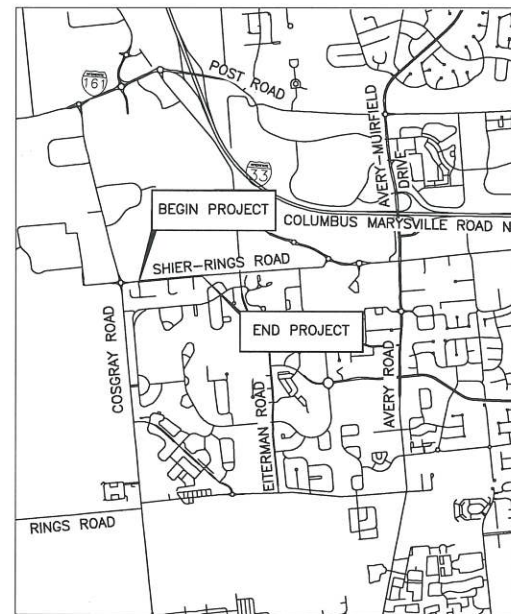 161
POST ROAD
33
AVERY-MUIRFIELD
DRIVE
BEGIN PROJECT
COLUMBUS MARYSVILLE ROAD N
SHIER-RINGS ROAD
END PROJECT
COSGRAY ROAD
EITERMAN ROAD
AVERY ROAD
RINGS ROAD